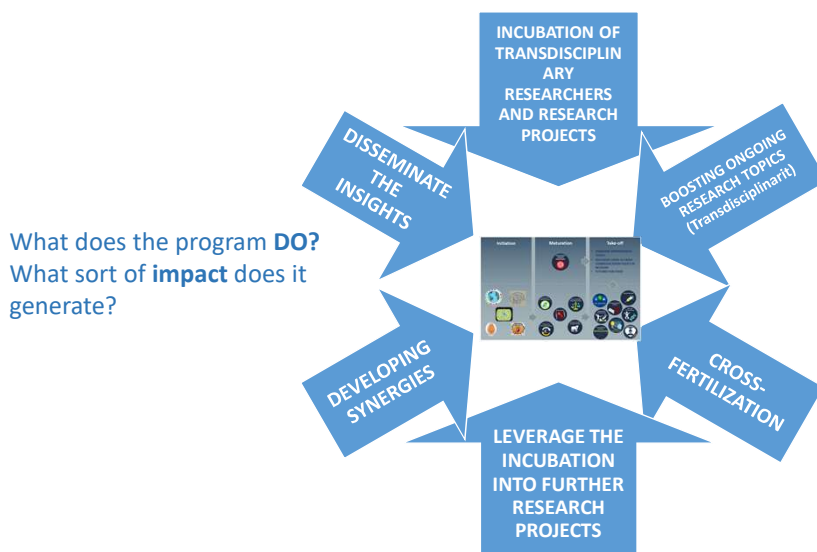 INCUBATION OF
TRANSDISCIPLIN
ARY
RESEARCHERS
AND RESEARCH
PROJECTS
DISSEMINATE
THE
INSIGHTS
BOOSTING ONGOING
RESEARCH TOPICS
(Transdisciplinarit)
What does the program DO?
What sort of impact does it
generate?
Initiation
Maturation
Take-off
DEVELOPING
SYNERGIES
CROSS-
FERTILIZATION
LEVERAGE THE
INCUBATION
INTO FURTHER
RESEARCH
PROJECTS